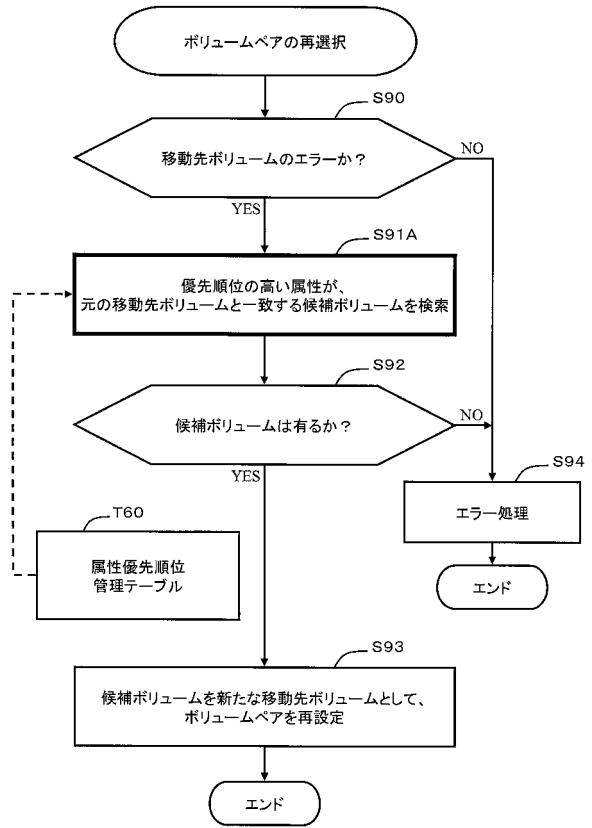 ボリュームペアの再選択
S90
移動先ボリュームのエラーか？
NO
YES
S91A
優先順位の高い属性が、
元の移動先ボリュームと一致する候補ボリュームを検索
S92
候補ボリュームは有るか？
NO
YES
S94
エラー処理
T60
属性優先順位
管理テーブル
エンド
S93
候補ボリュームを新たな移動先ボリュームとして、
ボリュームペアを再設定
エンド